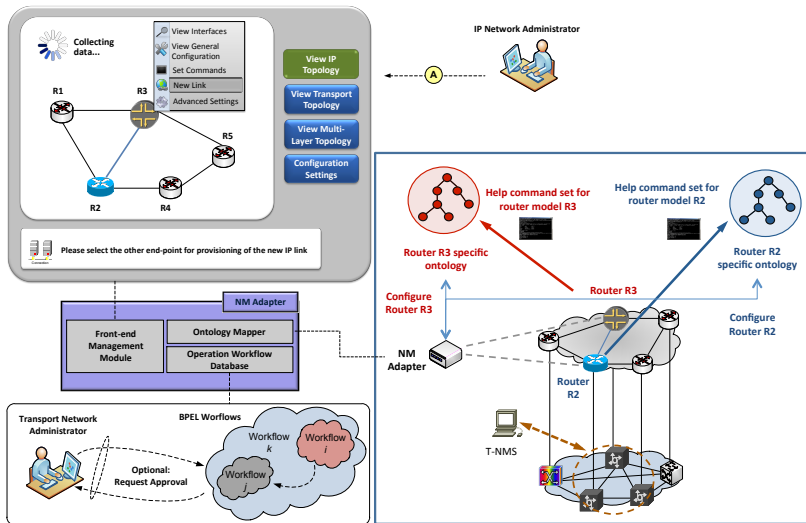 Collecting
data...
View Interfaces
View General
Configuration
Set Commands
New Link
Advanced Settings
View IP
Topology
View Transport
Topology
View Multi-
Layer Topology
Configuration
Settings
R1
R3
R5
R2
R4
Please select the other end-point for provisioning of the new IP link
IP Network Administrator
A
NM Adapter
Front-end
Management
Module
Ontology Mapper
Operation Workflow
Database
Transport Network
Administrator
BPEL Worflows
Optional:
Request Approval
Workflow
k
Workflow
i
Workflow
j
Help command set for
router model R3
Help command set for
router model R2
Router R3 specific
ontology
Router R2
specific ontology
Router R3
Configure
Router R3
Configure
Router R2
NM
Adapter
Router
R2
T-NMS